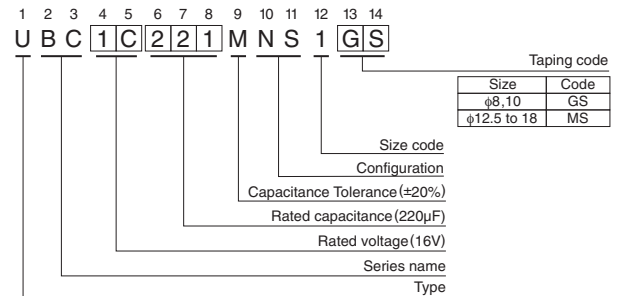 1 2 3 4 5 6 7 8 9 10 11 12 13 14
U B C 1 C 2 2 1 M N S 1 G S
Taping code
Size Code
ϕ8,10 GS
ϕ12.5 to 18 MS
Size code
Configuration
Capacitance Tolerance (±20%)
Rated capacitance (220µF)
Rated voltage (16V)
Series name
Type